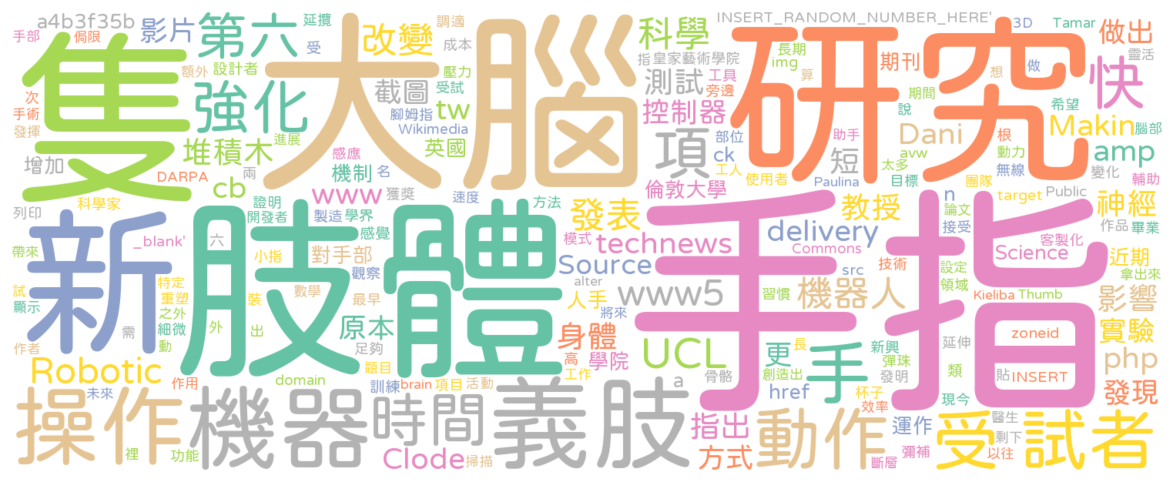 a4b3f35b 影片 第六 延攬 調適 INSERT_RANDOM_NUMBER_HERE' 3D Tamar
手部 侷限 受 改變 成本 科學 指 皇家藝術學院 img 長期 期刊 想 做 做出 靈活
隻 大腦 研究
額外 設計者 截圖 壓力 測試 工具 旁邊 算 期間 說 希望 快
次 手術 強化 tw 受試 腳姆指 控制器 Dani 根 Makin 腦部
發揮 進展 Wikimedia 項 部位 助手 動力
增加 堆積木 感應 機制 英國 短 ck 工人 太多 avw 無線 amp
DARPA cb 兩 名 倫敦大學 使用者 Paulina 目標 團隊 變化 輔助
科學家 證明 www 獲獎 速度 方法 教授 n target Public 神經
列印 開發者 製造 學界 發表 模式 論文 作品 畢業
_blank' 六 感覺 technews delivery 接受 客製化
新 肢體 手指
帶來 小指 對手部 Source Commons src Science 近期
特定 觀察 alter 技術 設定 拿出來
試 重塑 裝 數學 人手 www5 習慣 機器人 領域 影響
顯示 之外 最早 將來 Kieliba Thumb
作者 細微 外 原本 身體 更 手 長 新興 延伸 zoneid 實驗
需 動 出 足夠 高 學院 UCL 彈珠 類
Robotic 題目 工作 創造出 發明 貼 INSERT php
作用 domain 訓練 brain 項目 活動 a 骨骼 href 杯子 現今 發現
未來 效率 醫生
操作 機器 時間 義肢 指出 動作 運作 受試者
裡 功能 Clode 掃描 方式 斷層 彌補 剩下 以往